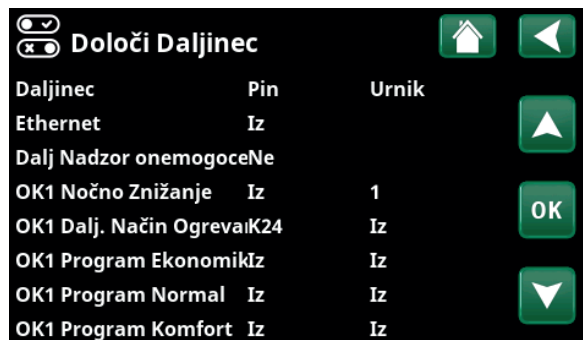 Določi Daljinec
Daljinec Pin Urnik
Ethernet Iz
Dalj Nadzor onemogoceNe
OK1 Nočno Znižanje Iz 1
OK1 Dalj. Način OgrevaK24 Iz
OK1 Program EkonomikIz Iz
OK1 Program Normal Iz Iz
OK1 Program Komfort Iz Iz
OK